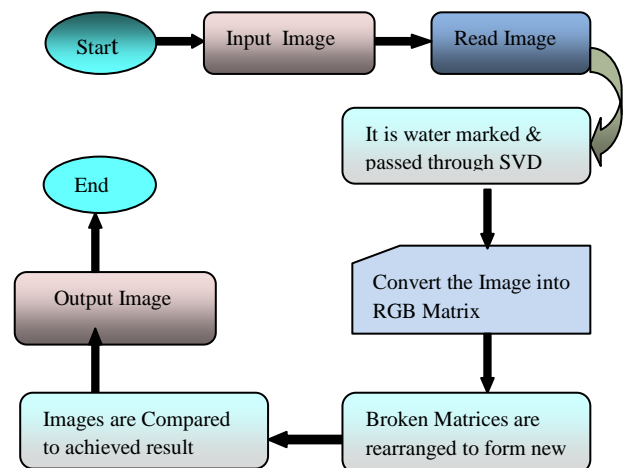 Start
Input Image
Read Image
It is water marked &
passed through SVD
Convert the Image into
RGB Matrix
Broken Matrices are
rearranged to form new
Images are Compared
to achieved result
Output Image
End